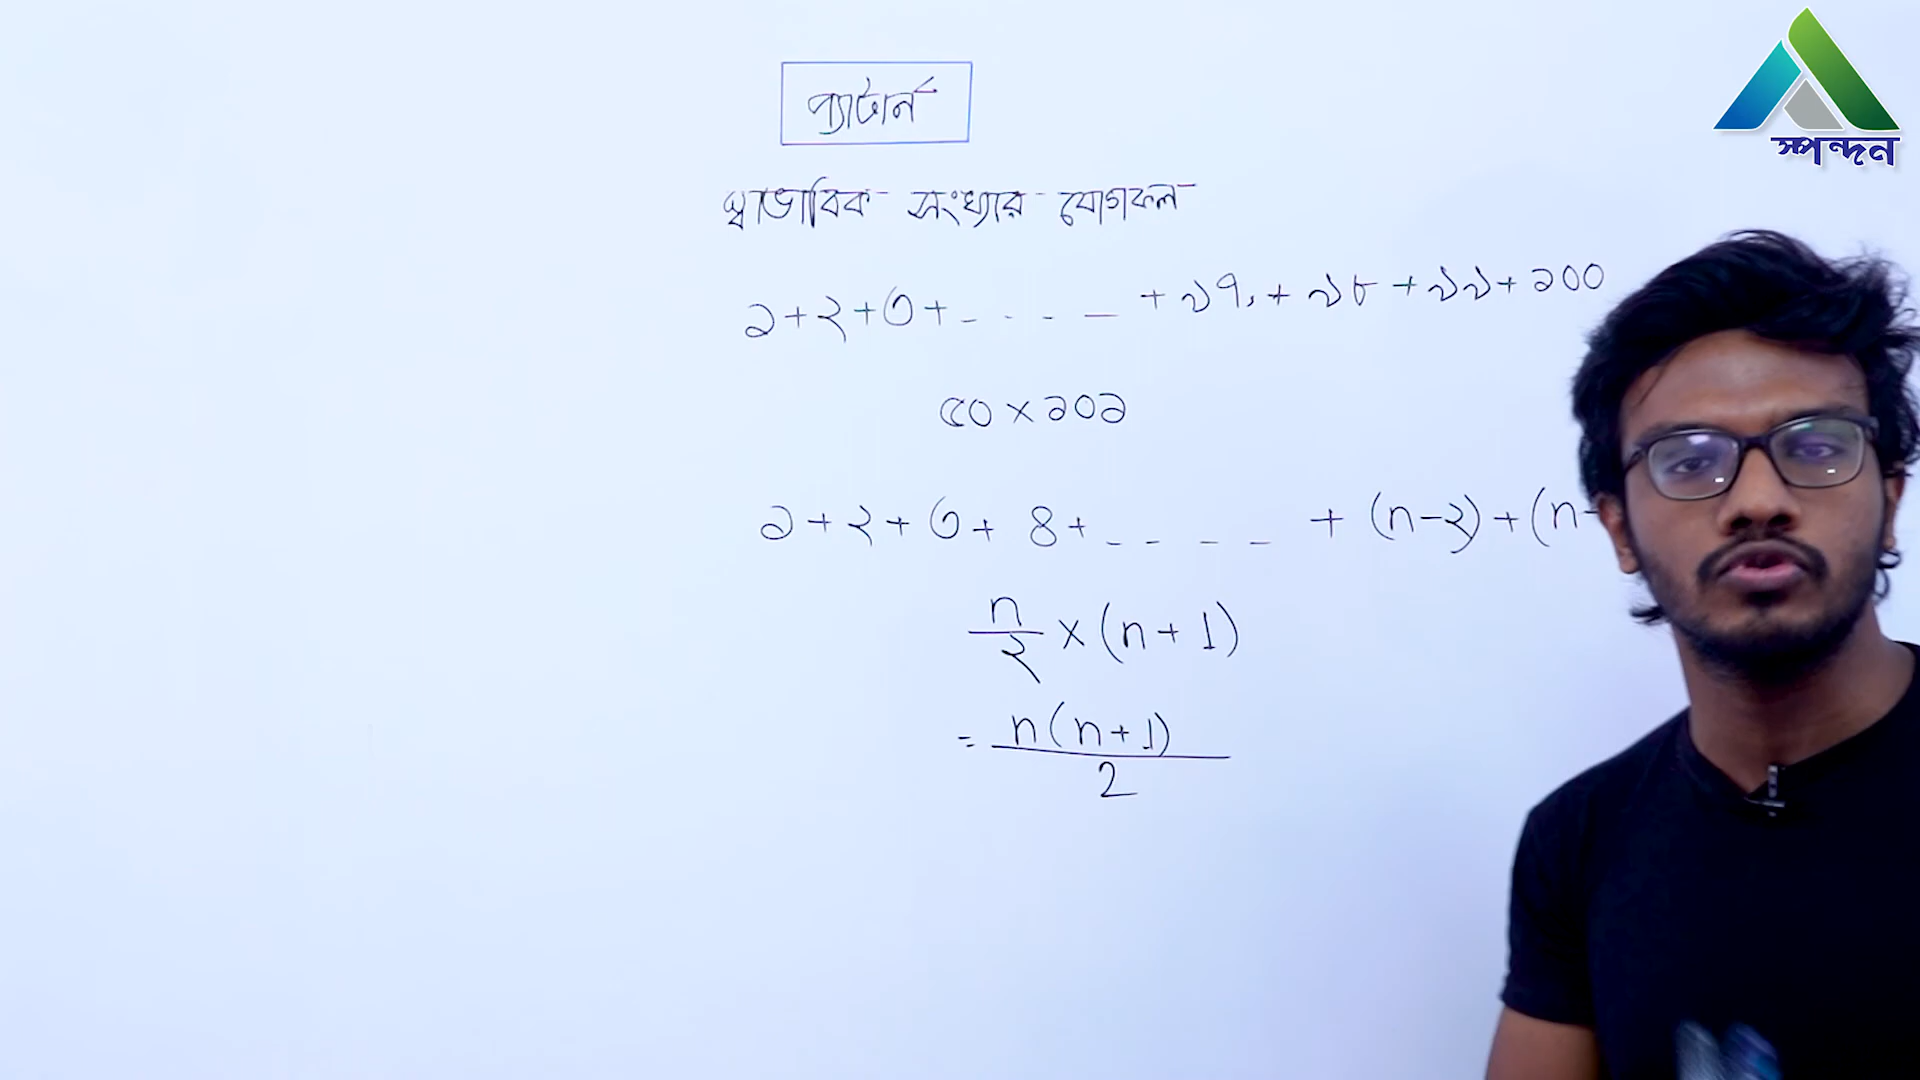 স্পন্দন
প্যাটার্ন
স্বাভাবিক সংখ্যার যোগফল
১+২+৩+_ _ _ _ _ + ৯৭ + ৯৮ + ৯৯ + ১০০
৫০ × ১০১
১ + ২ + ৩ + ৪ + _ _ _ _ + (n-২) + (n-
n/২ × (n + 1)
= n(n+1)/2